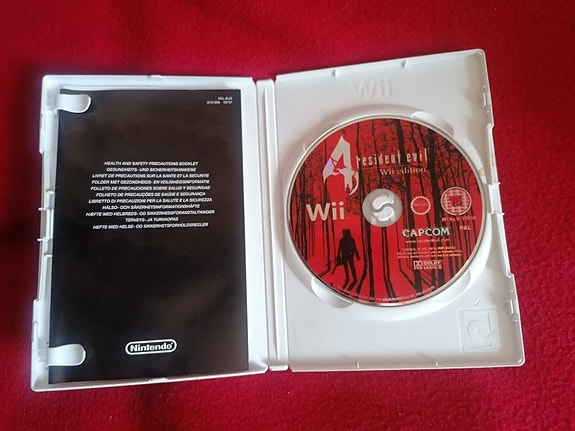 HEALTH AND SAFETY PRECAUTIONS BOOKLET
GESUNDHEITS- UND SICHERHEITSHINWEISE
LIVRET DE PRÉCAUTIONS SUR LA SANTÉ ET LA SÉCURITÉ
FOLDER MET GEZONDHEIDS- EN VEILIGHEIDSINFORMATIE
FOLLETO DE PRECAUCIONES SOBRE SALUD Y SEGURIDAD
FOLHETO DE PRECAUÇÕES DE SAÚDE E SEGURANÇA
LIBRETTO DI PRECAUZIONI PER LA SALUTE E LA SICUREZZA
HÄLSO- OCH SÄKERHETSINFORMATIONSHÄFTE
HÆFTE MED HELBREDS- OG SIKKERHEDSFORANSTALTNINGER
TERVEYS- JA TURVAOPAS
HEFTE MED HELSE- OG SIKKERHETSFORHOLDSREGLER
Nintendo
Wii
4 resident evil
Wii edition
Wii
CAPCOM
PAL
DOLBY